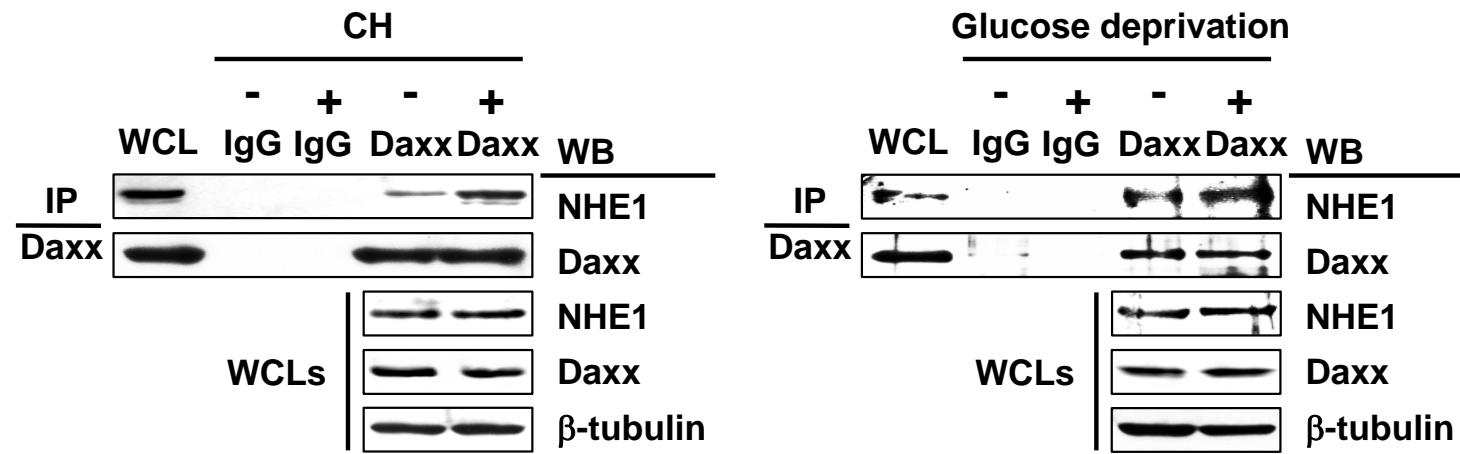 CH
- + - +
WCL IgG IgG Daxx Daxx WB
IP
Daxx
NHE1
Daxx
NHE1
WCLs Daxx
β-tubulin
Glucose deprivation
- + - +
WCL IgG IgG Daxx Daxx WB
IP
Daxx
NHE1
Daxx
NHE1
WCLs Daxx
β-tubulin